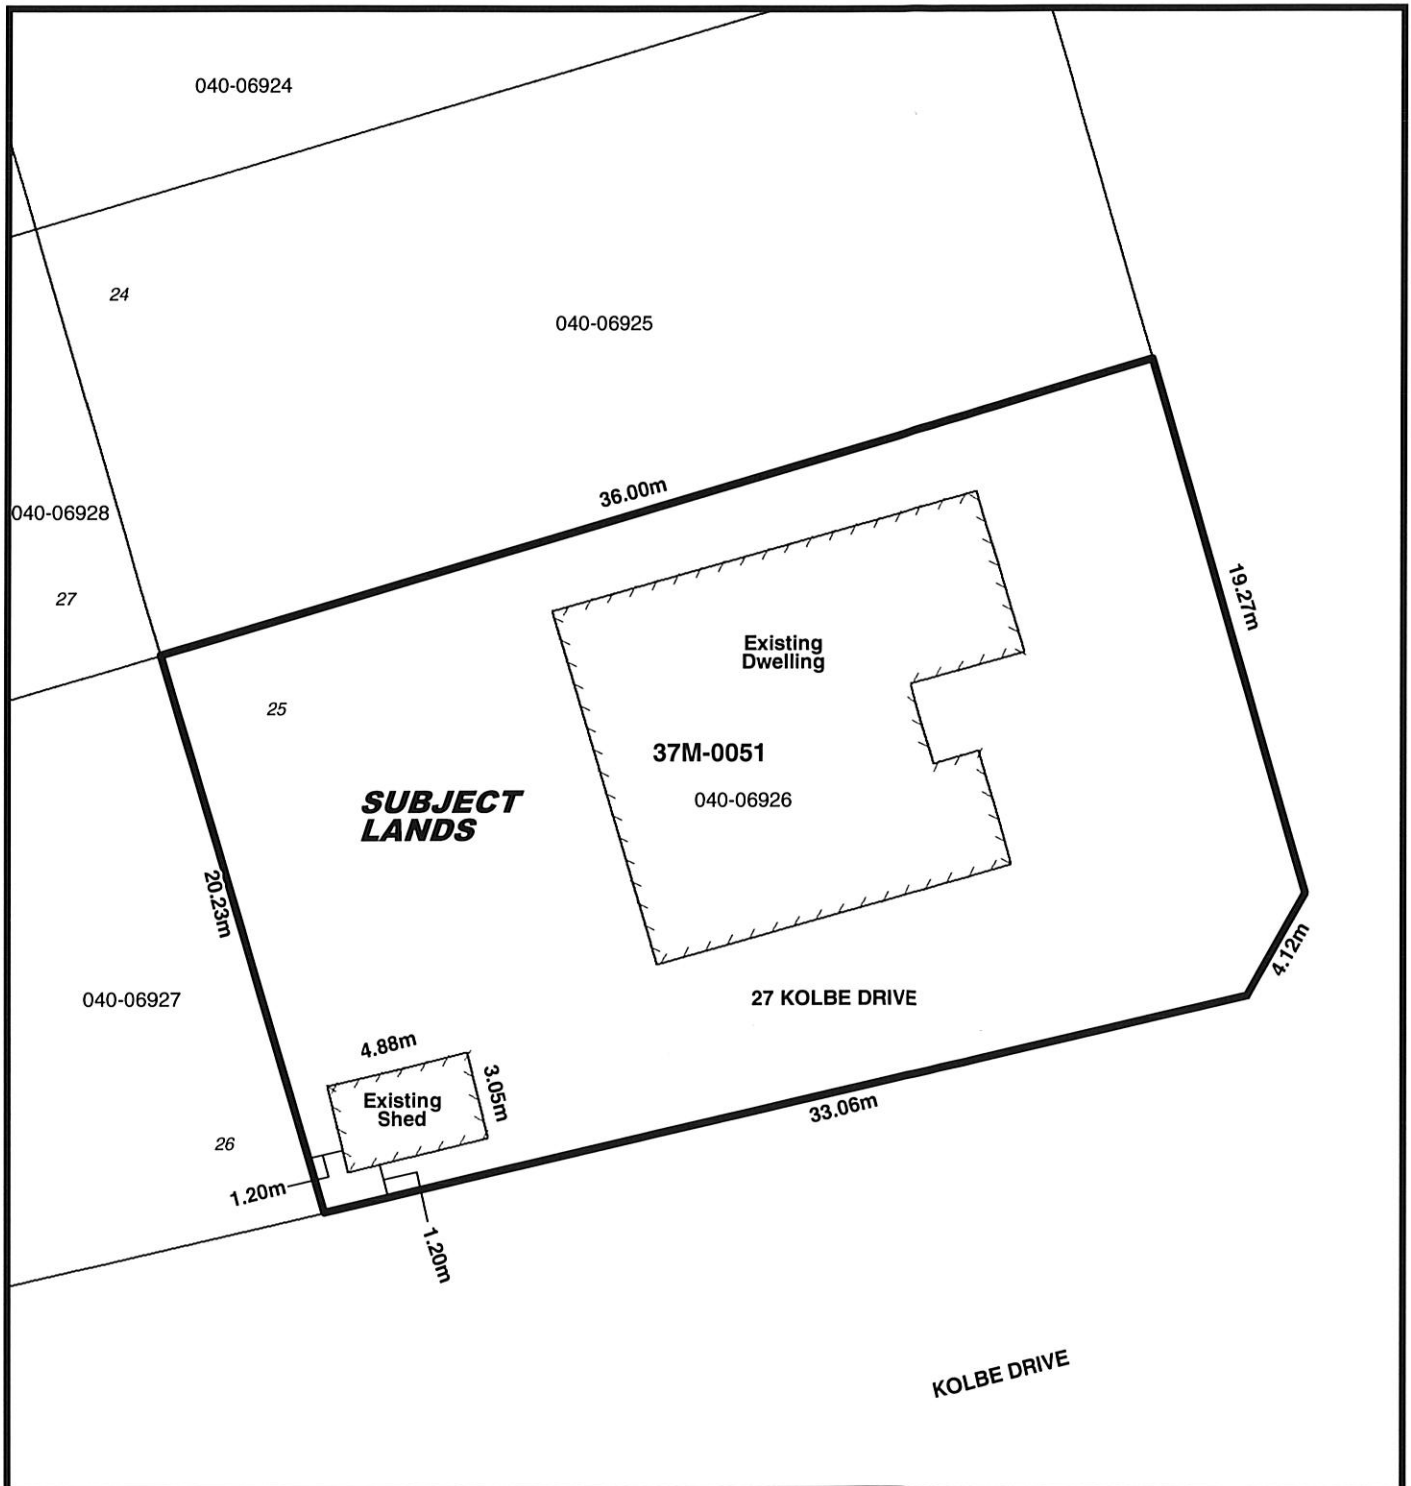 040-06924
24
040-06925
36.00m
040-06928
27
19.27m
Existing
Dwelling
25
37M-0051
040-06926
SUBJECT
LANDS
20.23m
4.12m
040-06927
27 KOLBE DRIVE
4.88m
3.05m
Existing
Shed
33.06m
26
1.20m
1.20m
KOLBE DRIVE